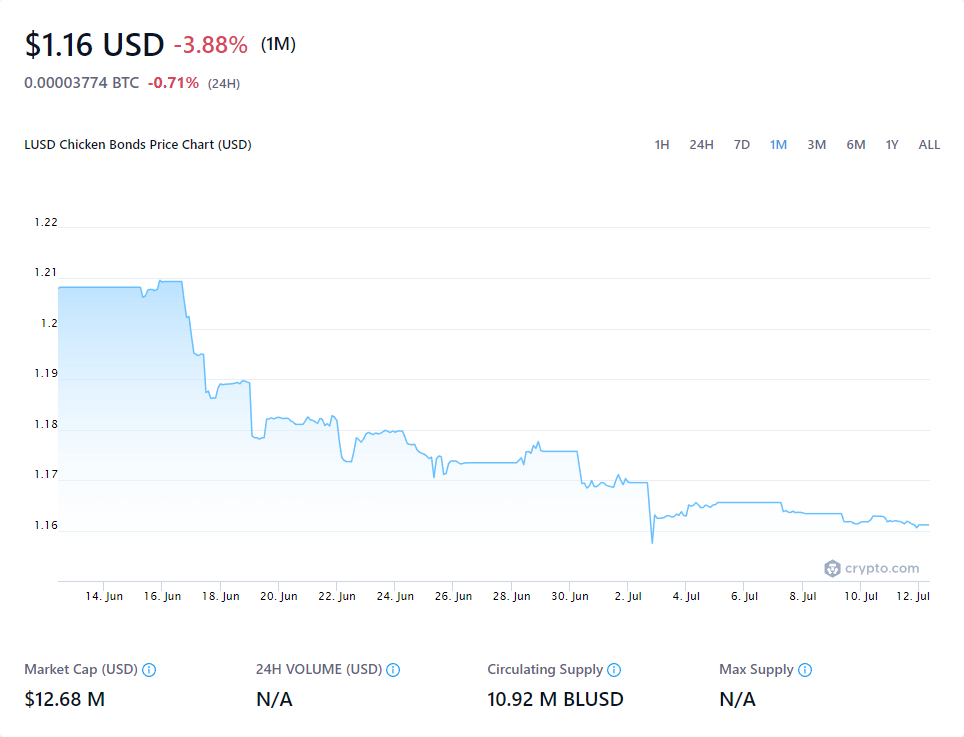 $1.16 USD -3.88% (1M)
0.00003774 BTC -0.71% (24H)
LUSD Chicken Bonds Price Chart (USD)
1H 24H 7D 1M 3M 6M 1Y ALL
1.22
1.21
1.2
1.19
1.18
1.17
1.16
crypto.com
14. Jun 16. Jun 18. Jun 20. Jun 22. Jun 24. Jun 26. Jun 28. Jun 30. Jun 2. Jul 4. Jul 6. Jul 8. Jul 10. Jul 12. Jul
Market Cap (USD) 24H VOLUME (USD) Circulating Supply Max Supply
$12.68 M N/A 10.92 M BLUSD N/A